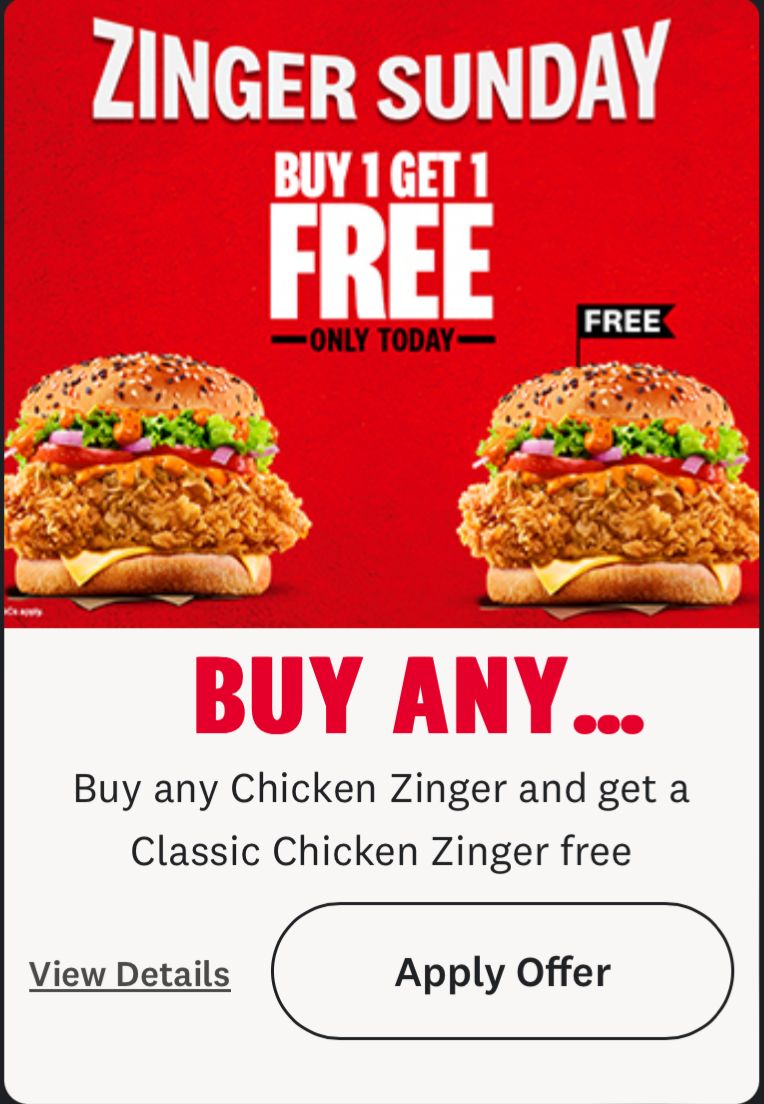 ZINGER SUNDAY
BUY 1 GET 1
FREE
ONLY TODAY
FREE
apply
BUY ANY...
Buy any Chicken Zinger and get a
Classic Chicken Zinger free
View Details
Apply Offer